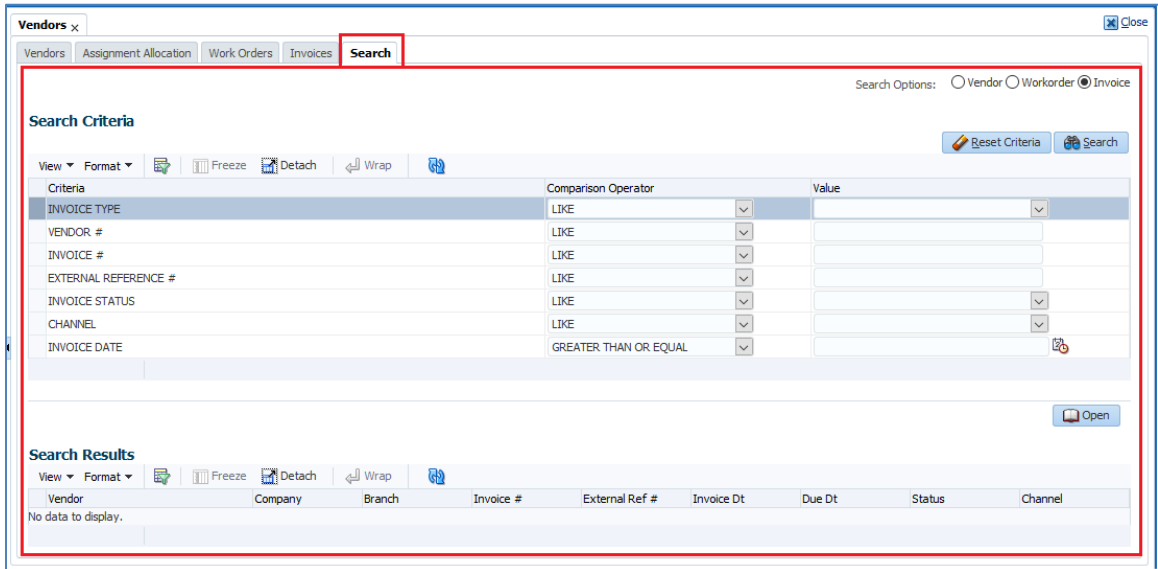 Vendors x
Close
Vendors Assignment Allocation Work Orders Invoices Search
Search Options: Vendor Workorder Invoice
Search Criteria
Reset Criteria Search
View Format Freeze Detach Wrap
Criteria Comparison Operator Value
INVOICE TYPE LIKE
VENDOR # LIKE
INVOICE # LIKE
EXTERNAL REFERENCE # LIKE
INVOICE STATUS LIKE
CHANNEL LIKE
INVOICE DATE GREATER THAN OR EQUAL
Open
Search Results
View Format Freeze Detach Wrap
Vendor Company Branch Invoice # External Ref # Invoice Dt Due Dt Status Channel
No data to display.